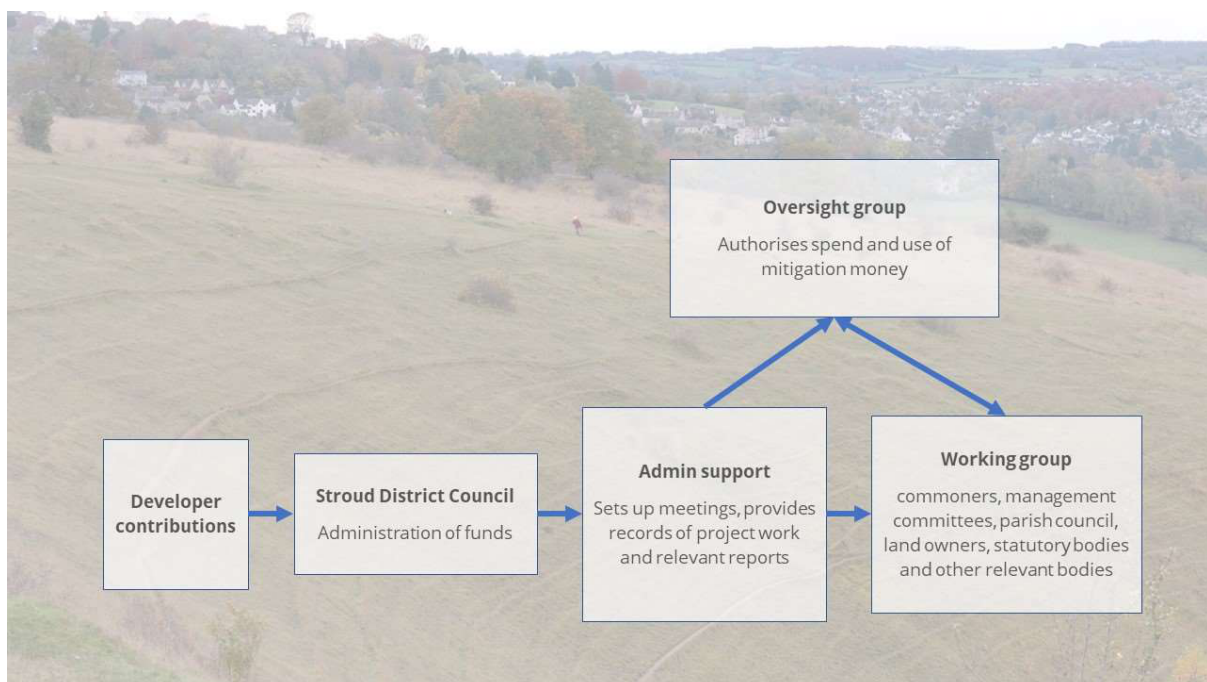 Oversight group
Authorises spend and use of
mitigation money
Developer
contributions
Stroud District Council
Administration of funds
Admin support
Sets up meetings, provides
records of project work
and relevant reports
Working group
commoners, management
committees, parish council,
land owners, statutory bodies
and other relevant bodies